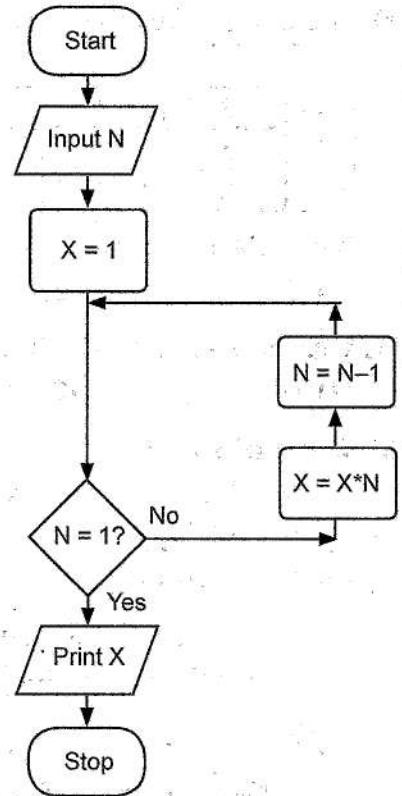 Start
Input N
X = 1
N = N–1
X = X*N
No
N = 1?
Yes
Print X
Stop